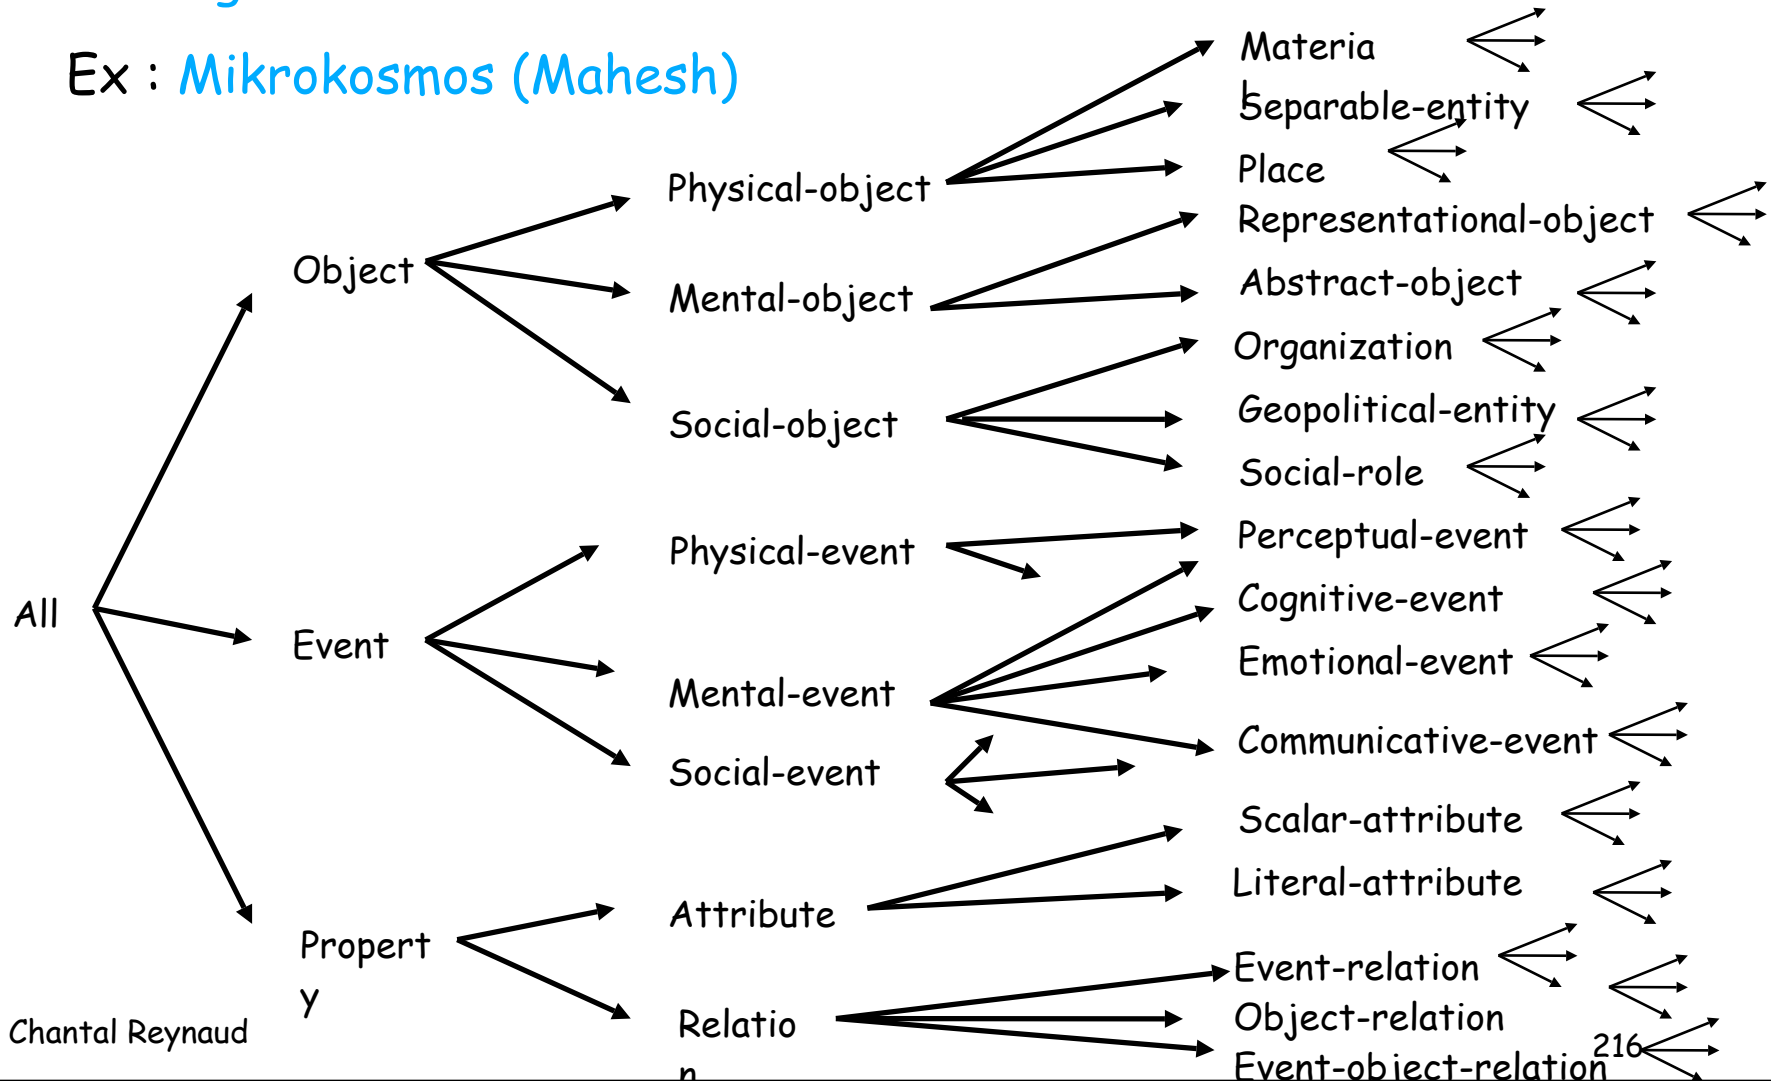 Ex : Mikrokosmos (Mahesh)
Materia
l
Separable-entity
Place
Physical-object
Representational-object
Object
Abstract-object
Mental-object
Organization
Geopolitical-entity
Social-object
Social-role
Perceptual-event
Physical-event
Cognitive-event
All
Event
Emotional-event
Mental-event
Communicative-event
Social-event
Scalar-attribute
Literal-attribute
Attribute
Propert
y
Event-relation
Object-relation
Relatio
n
Chantal Reynaud
216
Event-object-relation